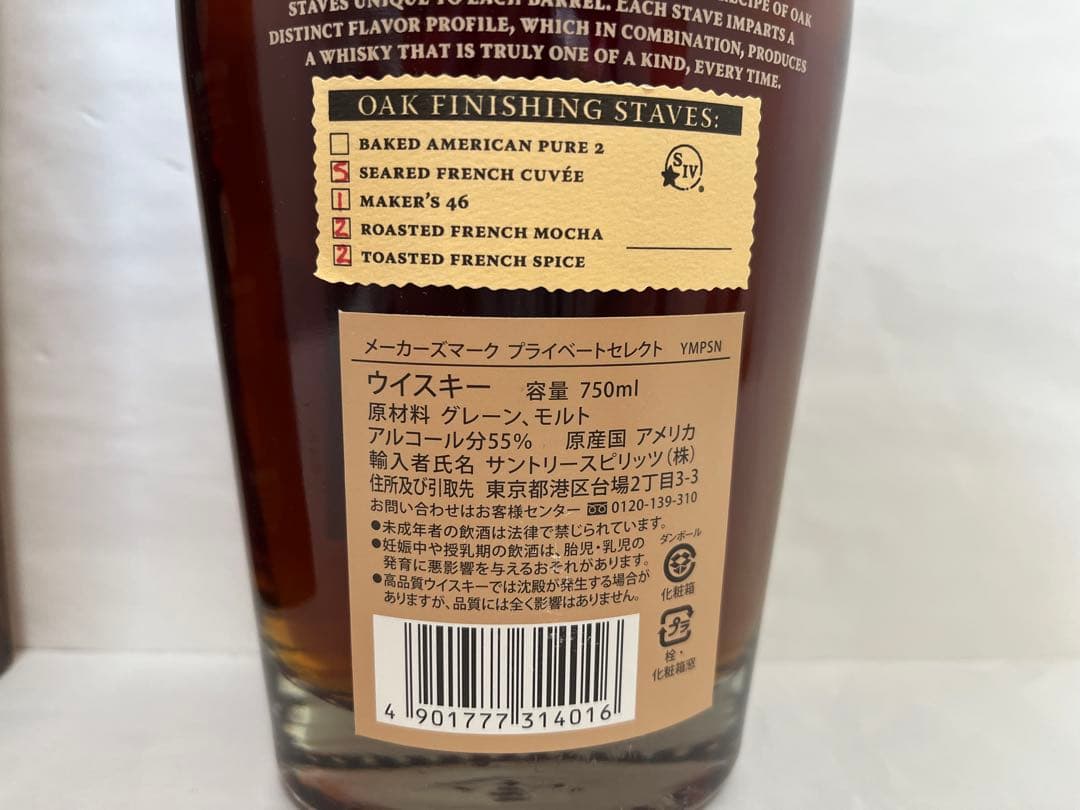 RECIPE OF OAK
STAVES UNIQUE TO EACH BARREL. EACH STAVE IMPARTS A
DISTINCT FLAVOR PROFILE, WHICH IN COMBINATION, PRODUCES
A WHISKY THAT IS TRULY ONE OF A KIND, EVERY TIME.
OAK FINISHING STAVES:
BAKED AMERICAN PURE 2
5 SEARED FRENCH CUVÉE
1 MAKER'S 46
2 ROASTED FRENCH MOCHA
2 TOASTED FRENCH SPICE
S IV
メーカーズマーク プライベートセレクト YMPSN
ウイスキー 容量 750ml
原材料 グレーン、モルト
アルコール分55% 原産国 アメリカ
輸入者氏名 サントリースピリッツ(株)
住所及び引取先 東京都港区台場2丁目3-3
お問い合わせはお客様センター 0120-139-310
●未成年者の飲酒は法律で禁じられています。
●妊娠中や授乳期の飲酒は、胎児・乳児の
発育に悪影響を与えるおそれがあります。
●高品質ウイスキーでは沈殿が発生する場合が
ありますが、品質には全く影響はありません。
ダンボール
化粧箱
プラ
栓・
化粧箱窓
4 901777 314016